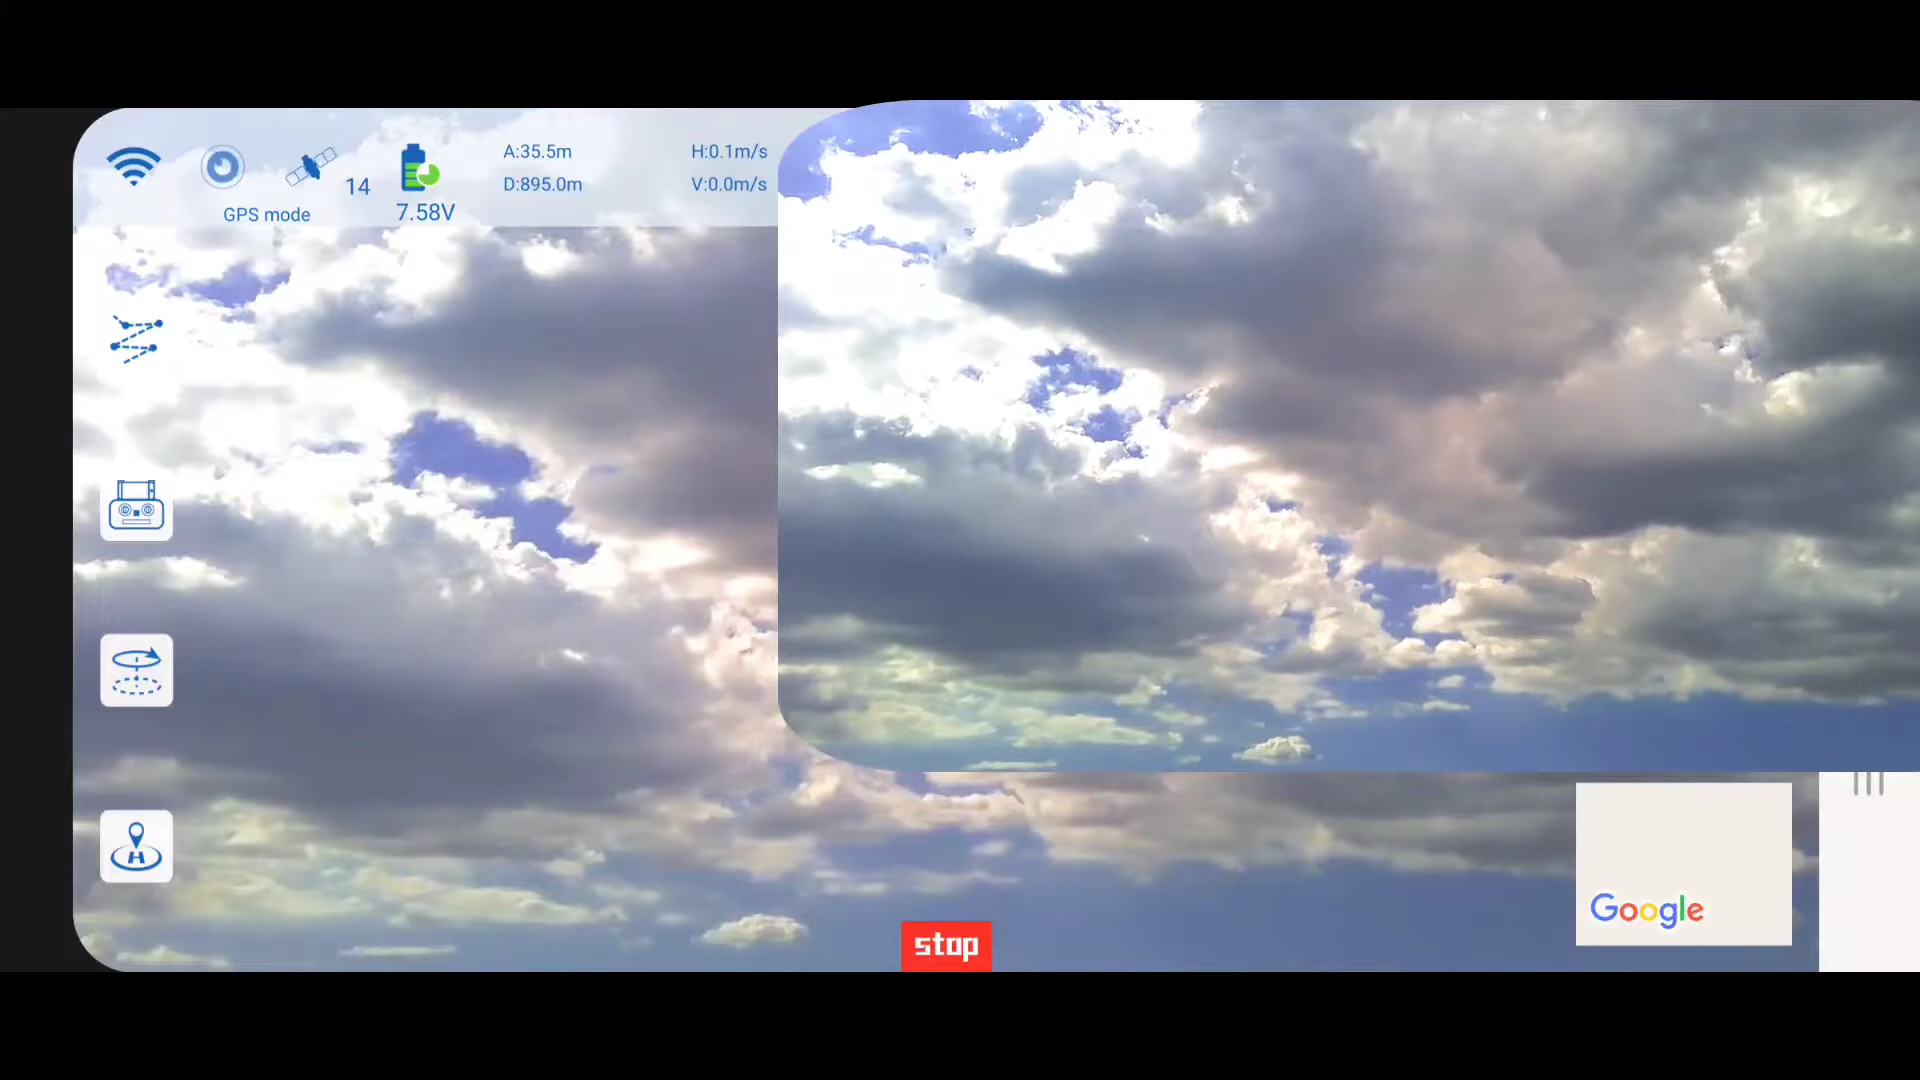 14
GPS mode
7.58V
A:35.5m
D:895.0m
H:0.1m/s
V:0.0m/s
H
Google
stop